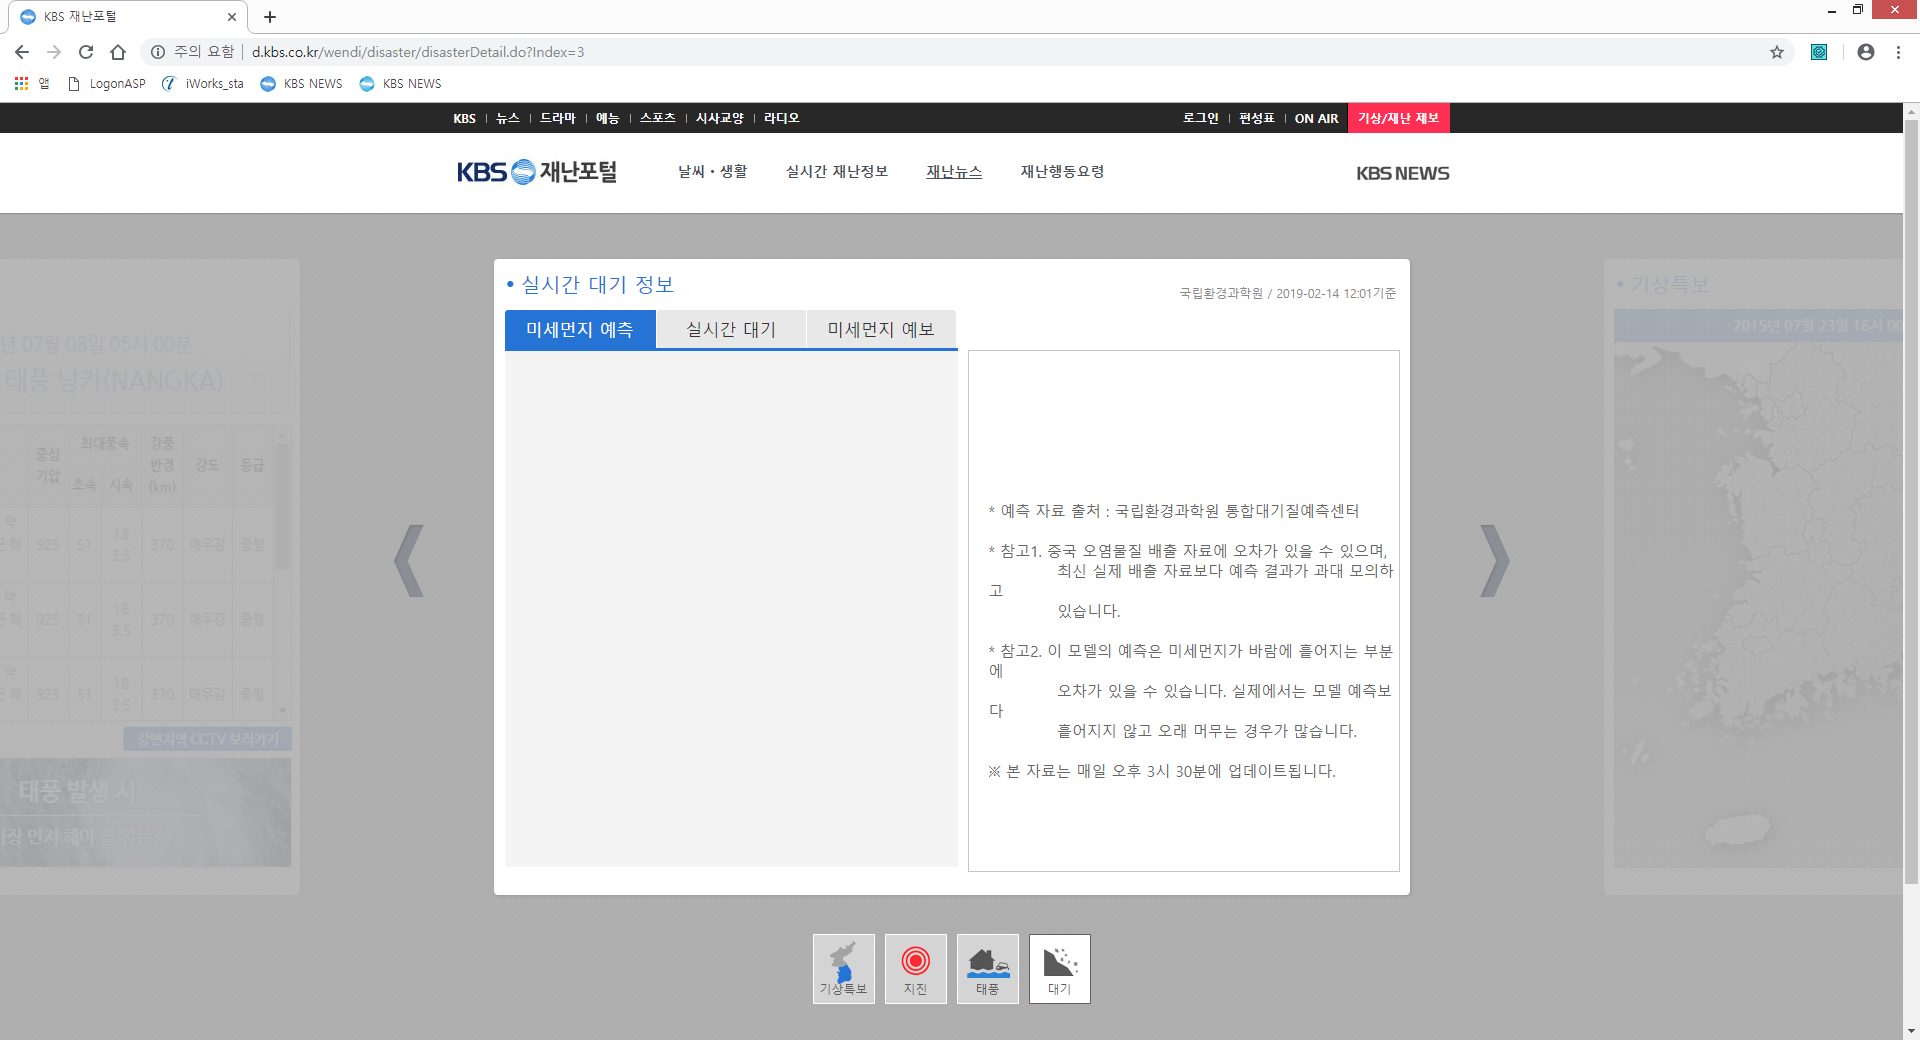 KBS 재난포털
주의 요함 d.kbs.co.kr/wendi/disaster/disasterDetail.do?Index=3
앱 LogonASP iWorks_sta KBS NEWS KBS NEWS
KBS 뉴스 드라마 예능 스포츠 시사교양 라디오 로그인 편성표 ON AIR 기상/재난 제보
KBS 재난포털 날씨·생활 실시간 재난정보 재난뉴스 재난행동요령 KBS NEWS
• 실시간 대기 정보
국립환경과학원 / 2019-02-14 12:01기준
미세먼지 예측 실시간 대기 미세먼지 예보
* 예측 자료 출처 : 국립환경과학원 통합대기질예측센터
* 참고1. 중국 오염물질 배출 자료에 오차가 있을 수 있으며,
최신 실제 배출 자료보다 예측 결과가 과대 모의하
고
있습니다.
* 참고2. 이 모델의 예측은 미세먼지가 바람에 흩어지는 부분
에
오차가 있을 수 있습니다. 실제에서는 모델 예측보
다
흩어지지 않고 오래 머무는 경우가 많습니다.
※ 본 자료는 매일 오후 3시 30분에 업데이트됩니다.
년 07월 08일 05시 00분
태풍 낭카(NANGKA)
중심 기압 최대풍속 강풍 반경 (km) 강도 등급
초속 시속
약
근 해 925 51 18 3.5 370 매우강 중형
약
근 해 925 51 18 3.5 370 매우강 중형
약
근 해 925 51 18 3.5 370 매우강 중형
강변지역 CCTV 보러가기
태풍 발생 시
가장 먼저 해야 할 일은?
• 기상특보
2015년 07월 23일 16시 00
기상특보 지진 태풍 대기